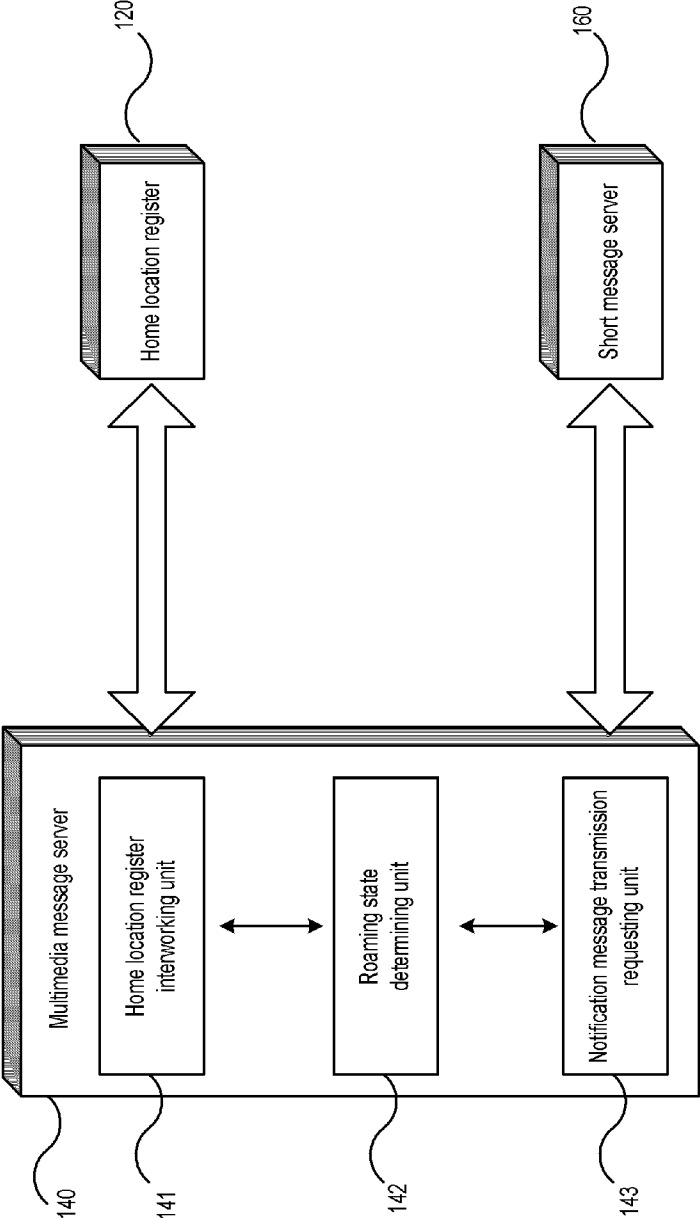 140
Multimedia message server
141
Home location register
interworking unit
142
Roaming state
determining unit
143
Notification message transmission
requesting unit
120
Home location register
160
Short message server